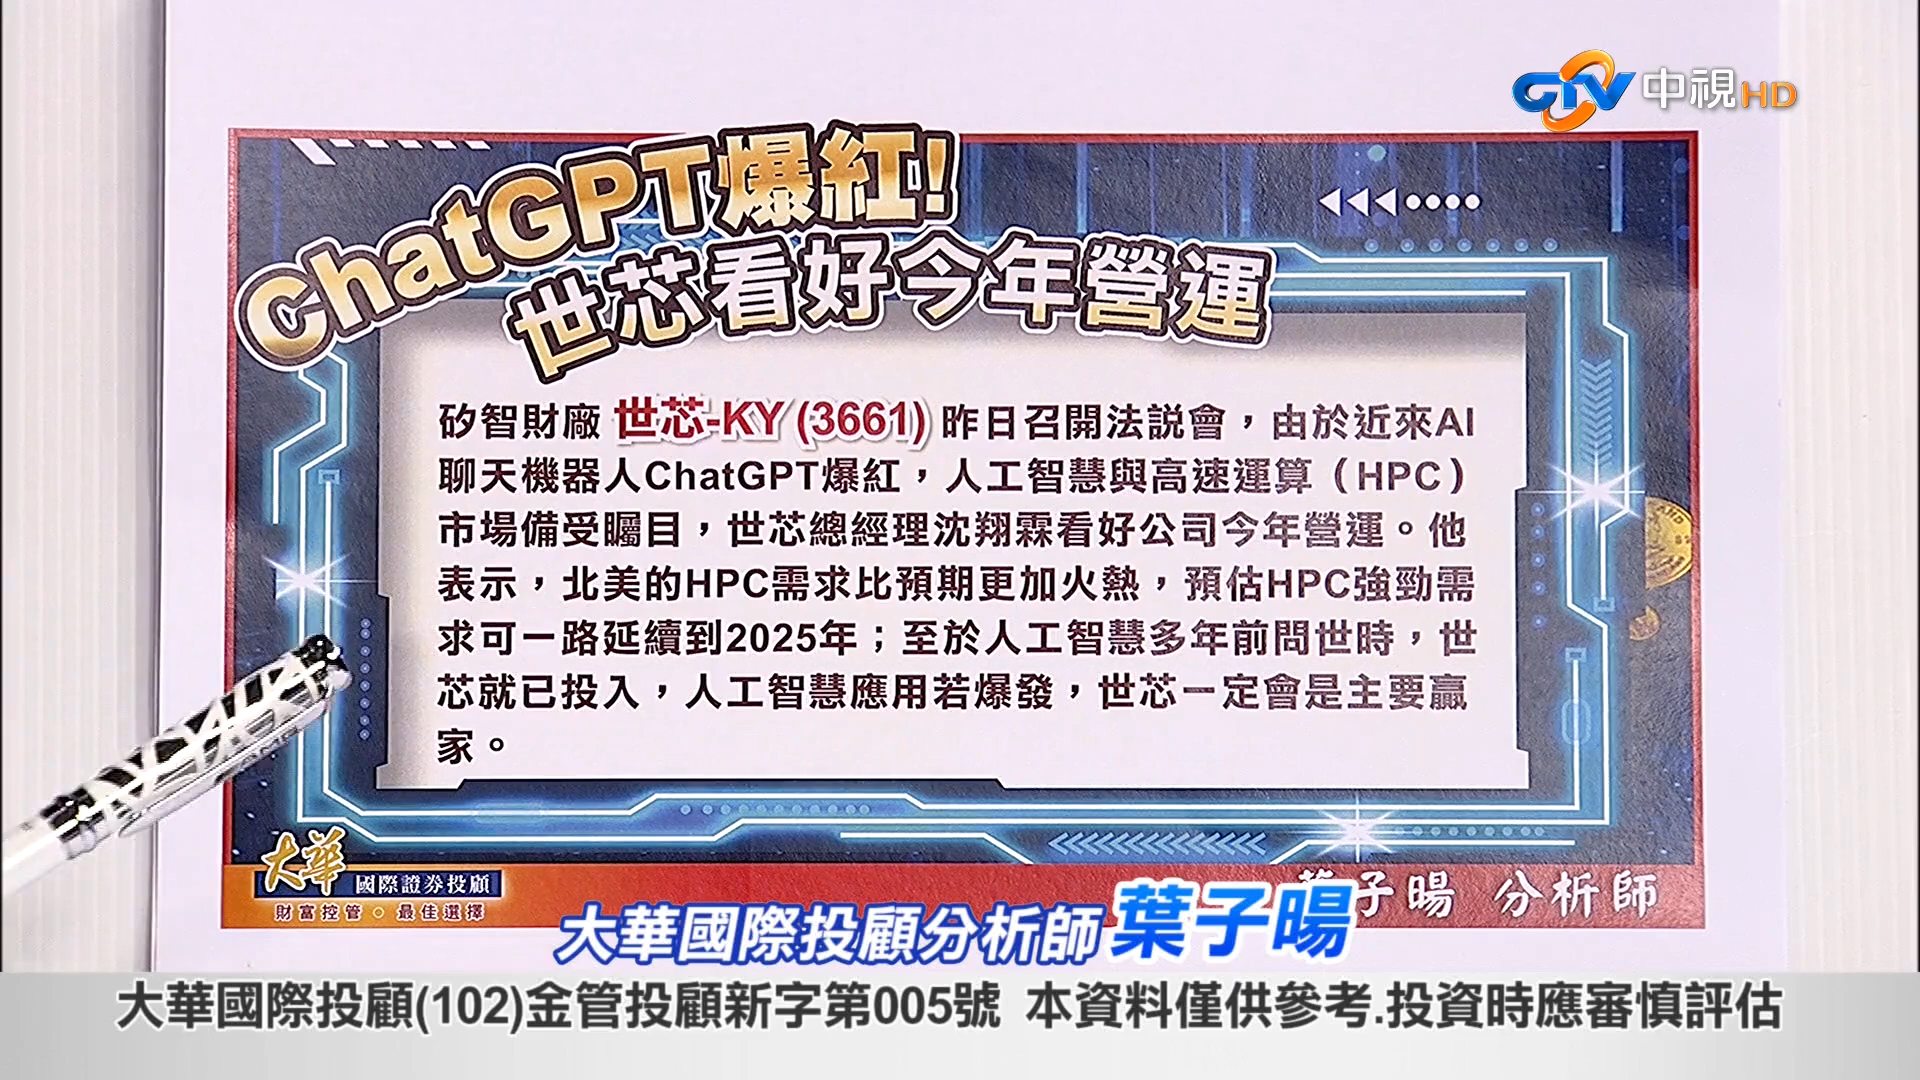 CTV 中視HD
ChatGPT爆紅!
世芯看好今年營運
矽智財廠 世芯-KY (3661) 昨日召開法說會，由於近來AI
聊天機器人ChatGPT爆紅，人工智慧與高速運算（HPC）
市場備受矚目，世芯總經理沈翔霖看好公司今年營運。他
表示，北美的HPC需求比預期更加火熱，預估HPC強勁需
求可一路延續到2025年；至於人工智慧多年前問世時，世
芯就已投入，人工智慧應用若爆發，世芯一定會是主要贏
家。
大華 國際證券投顧
財富控管。最佳選擇
葉子暘 分析師
大華國際投顧分析師 葉子暘
大華國際投顧(102)金管投顧新字第005號 本資料僅供參考.投資時應審慎評估